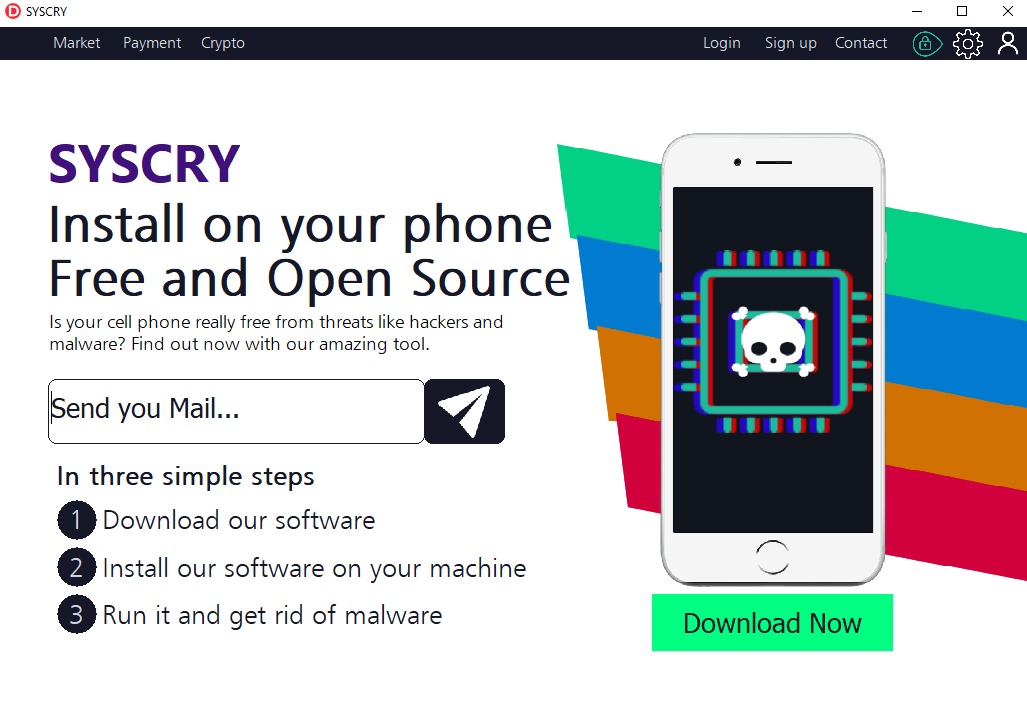 SYSCRY
Market Payment Crypto Login Sign up Contact
SYSCRY
Install on your phone
Free and Open Source
Is your cell phone really free from threats like hackers and
malware? Find out now with our amazing tool.
Send you Mail...
In three simple steps
1 Download our software
2 Install our software on your machine
3 Run it and get rid of malware
Download Now